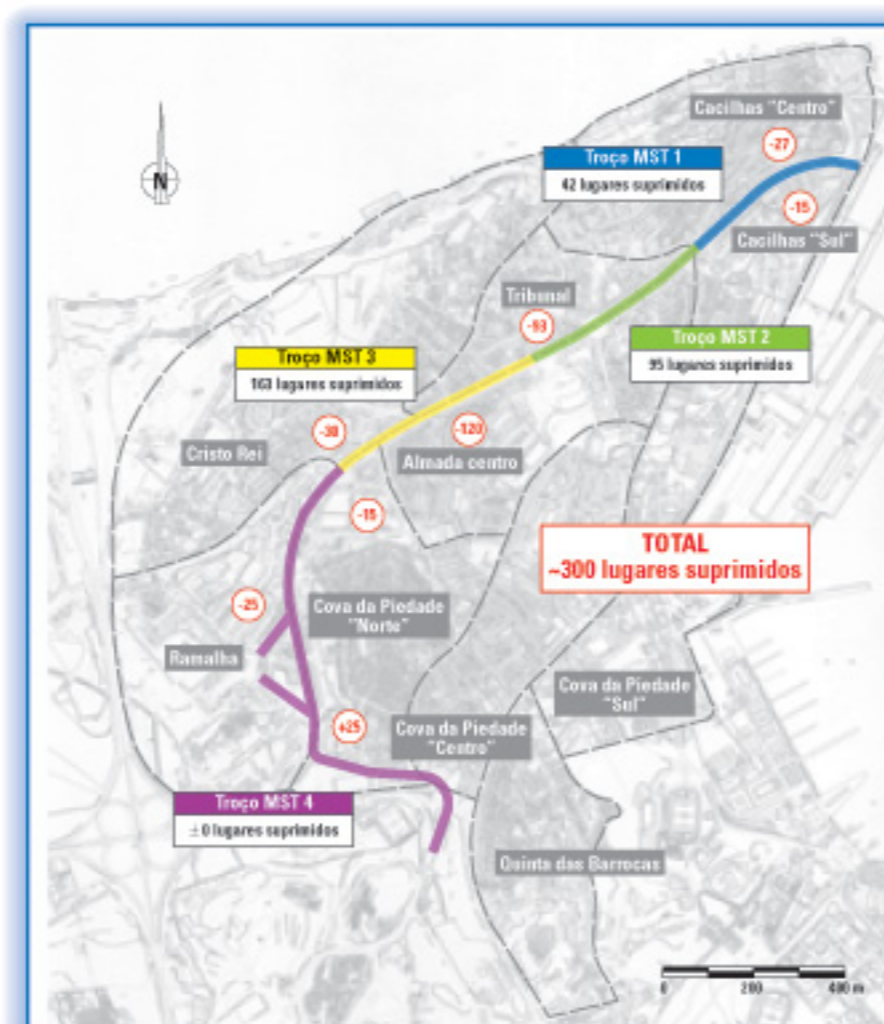 Cacilhas "Centro"
-27
Troço MST 1
42 lugares suprimidos
-15
Cacilhas "Sul"
N
Tribunal
-93
Troço MST 2
95 lugares suprimidos
Troço MST 3
163 lugares suprimidos
-30
-120
Cristo Rei
Almada centro
-15
TOTAL
~300 lugares suprimidos
-25
Cova da Piedade
"Norte"
Ramalha
Cova da Piedade
"Sul"
+25
Cova da Piedade
"Centro"
Troço MST 4
±0 lugares suprimidos
Quinta das Barrocas
0 200 400 m